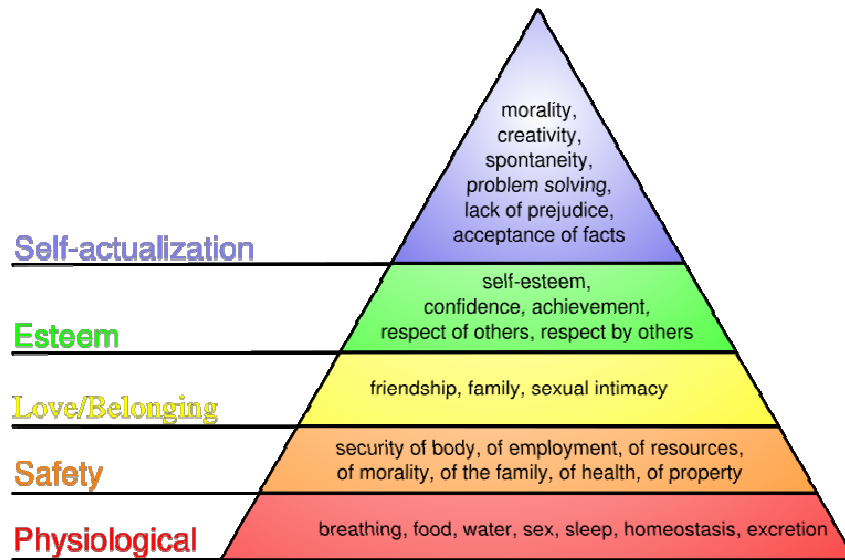 morality,
creativity,
spontaneity,
problem solving,
lack of prejudice,
acceptance of facts
Self-actualization
self-esteem,
confidence, achievement,
respect of others, respect by others
Esteem
friendship, family, sexual intimacy
Love/Belonging
security of body, of employment, of resources,
of morality, of the family, of health, of property
Safety
breathing, food, water, sex, sleep, homeostasis, excretion
Physiological